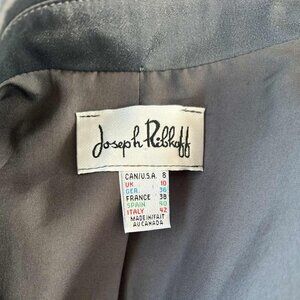 Joseph Ribkoff
CAN/U.S.A. 8
UK 10
GER. 36
FRANCE 38
SPAIN 40
ITALY 42
MADE IN/FAIT
AU CANADA